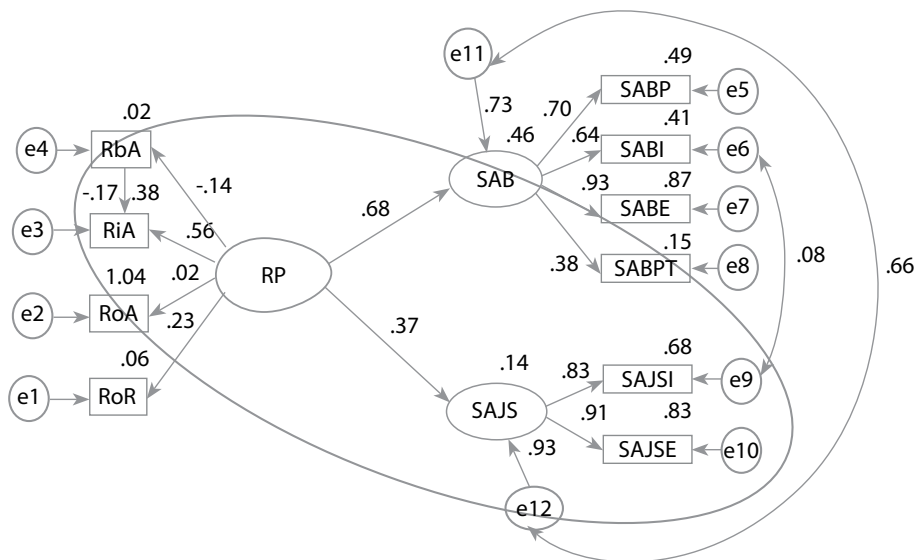 e11
.49
SABP
e5
.73
.70
.02
.46
.41
e4
RbA
.64
SABI
e6
SAB
.93
.87
-.17
.38
-.14
SABE
e7
.68
e3
RiA
.56
.15
.38
SABPT
e8
.08
.66
RP
1.04
.02
e2
RoA
.23
.37
.06
.14
.68
.83
SAJSI
e9
e1
RoR
SAJS
.91
.83
.93
SAJSE
e10
e12